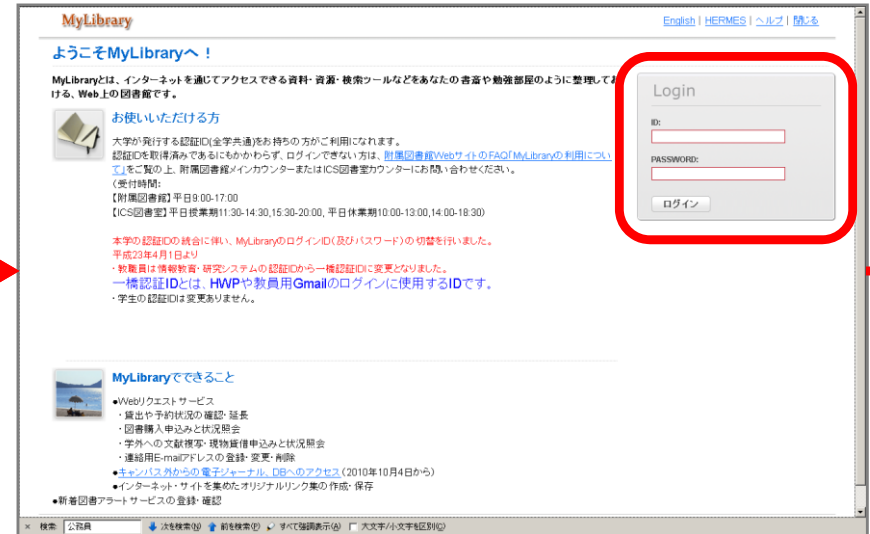 MyLibrary
English | HERMES | ヘルプ | 閉じる
ようこそMyLibraryへ！
MyLibraryとは、インターネットを通じてアクセスできる資料・資源・検索ツールなどをあなたの書斎や勉強部屋のように整理してお
ける、Web上の図書館です。
お使いいただける方
大学が発行する認証ID(全学共通)をお持ちの方がご利用になれます。
認証IDを取得済みであるにもかかわらず、ログインできない方は、附属図書館WebサイトのFAQ「MyLibraryの利用につい
て」をご覧の上、附属図書館メインカウンターまたはICS図書室カウンターにお問い合わせください。
(受付時間:
【附属図書館】平日9:00-17:00
【ICS図書室】平日授業期11:30-14:30,15:30-20:00, 平日休業期10:00-13:00,14:00-18:30)
本学の認証IDの統合に伴い、MyLibraryのログインID(及びパスワード)の切替を行いました。
平成23年4月1日より
・教職員は情報教育・研究システムの認証IDから一橋認証IDに変更となりました。
一橋認証IDとは、HWPや教員用Gmailのログインに使用するIDです。
・学生の認証IDは変更ありません。
Login
ID:
PASSWORD:
ログイン
MyLibraryでできること
●Webリクエストサービス
・貸出や予約状況の確認・延長
・図書購入申込みと状況照会
・学外への文献複写・現物貸借申込みと状況照会
・連絡用E-mailアドレスの登録・変更・削除
●キャンパス外からの電子ジャーナル、DBへのアクセス(2010年10月4日から)
●インターネット・サイトを集めたオリジナルリンク集の作成・保存
●新着図書アラートサービスの登録・確認
× 検索: 公務員 次を検索(N) 前を検索(P) すべて強調表示(A) 大文字/小文字を区別(C)